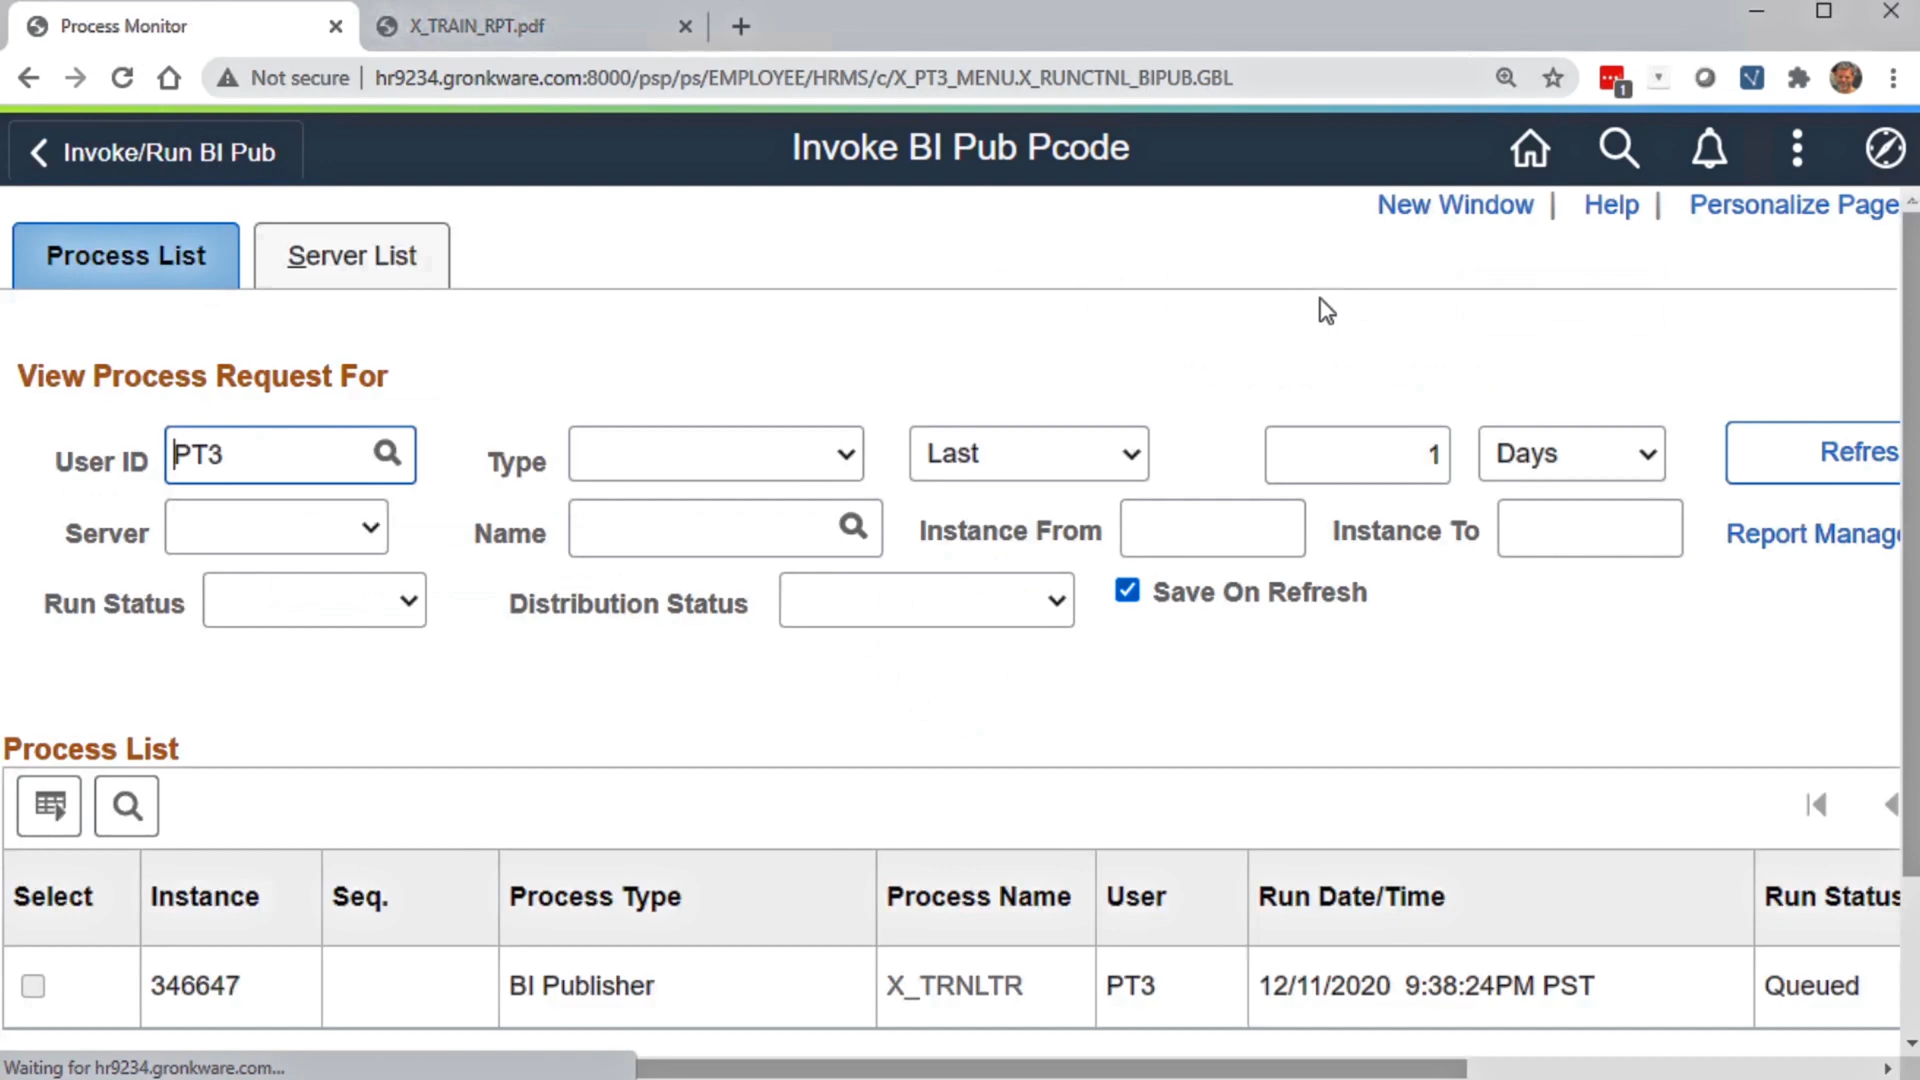 Process Monitor
X_TRAIN_RPT.pdf
Not secure hr9234.gronkware.com:8000/psp/ps/EMPLOYEE/HRMS/c/X_PT3_MENU.X_RUNCTNL_BIPUB.GBL
1
Invoke/Run BI Pub
Invoke BI Pub Pcode
New Window | Help | Personalize Page
Process List
Server List
View Process Request For
User ID PT3 Type Last 1 Days Refres
Server Name Instance From Instance To Report Manag
Run Status Distribution Status Save On Refresh
Process List
Select Instance Seq. Process Type Process Name User Run Date/Time Run Status
346647 BI Publisher X_TRNLTR PT3 12/11/2020 9:38:24PM PST Queued
Waiting for hr9234.gronkware.com...